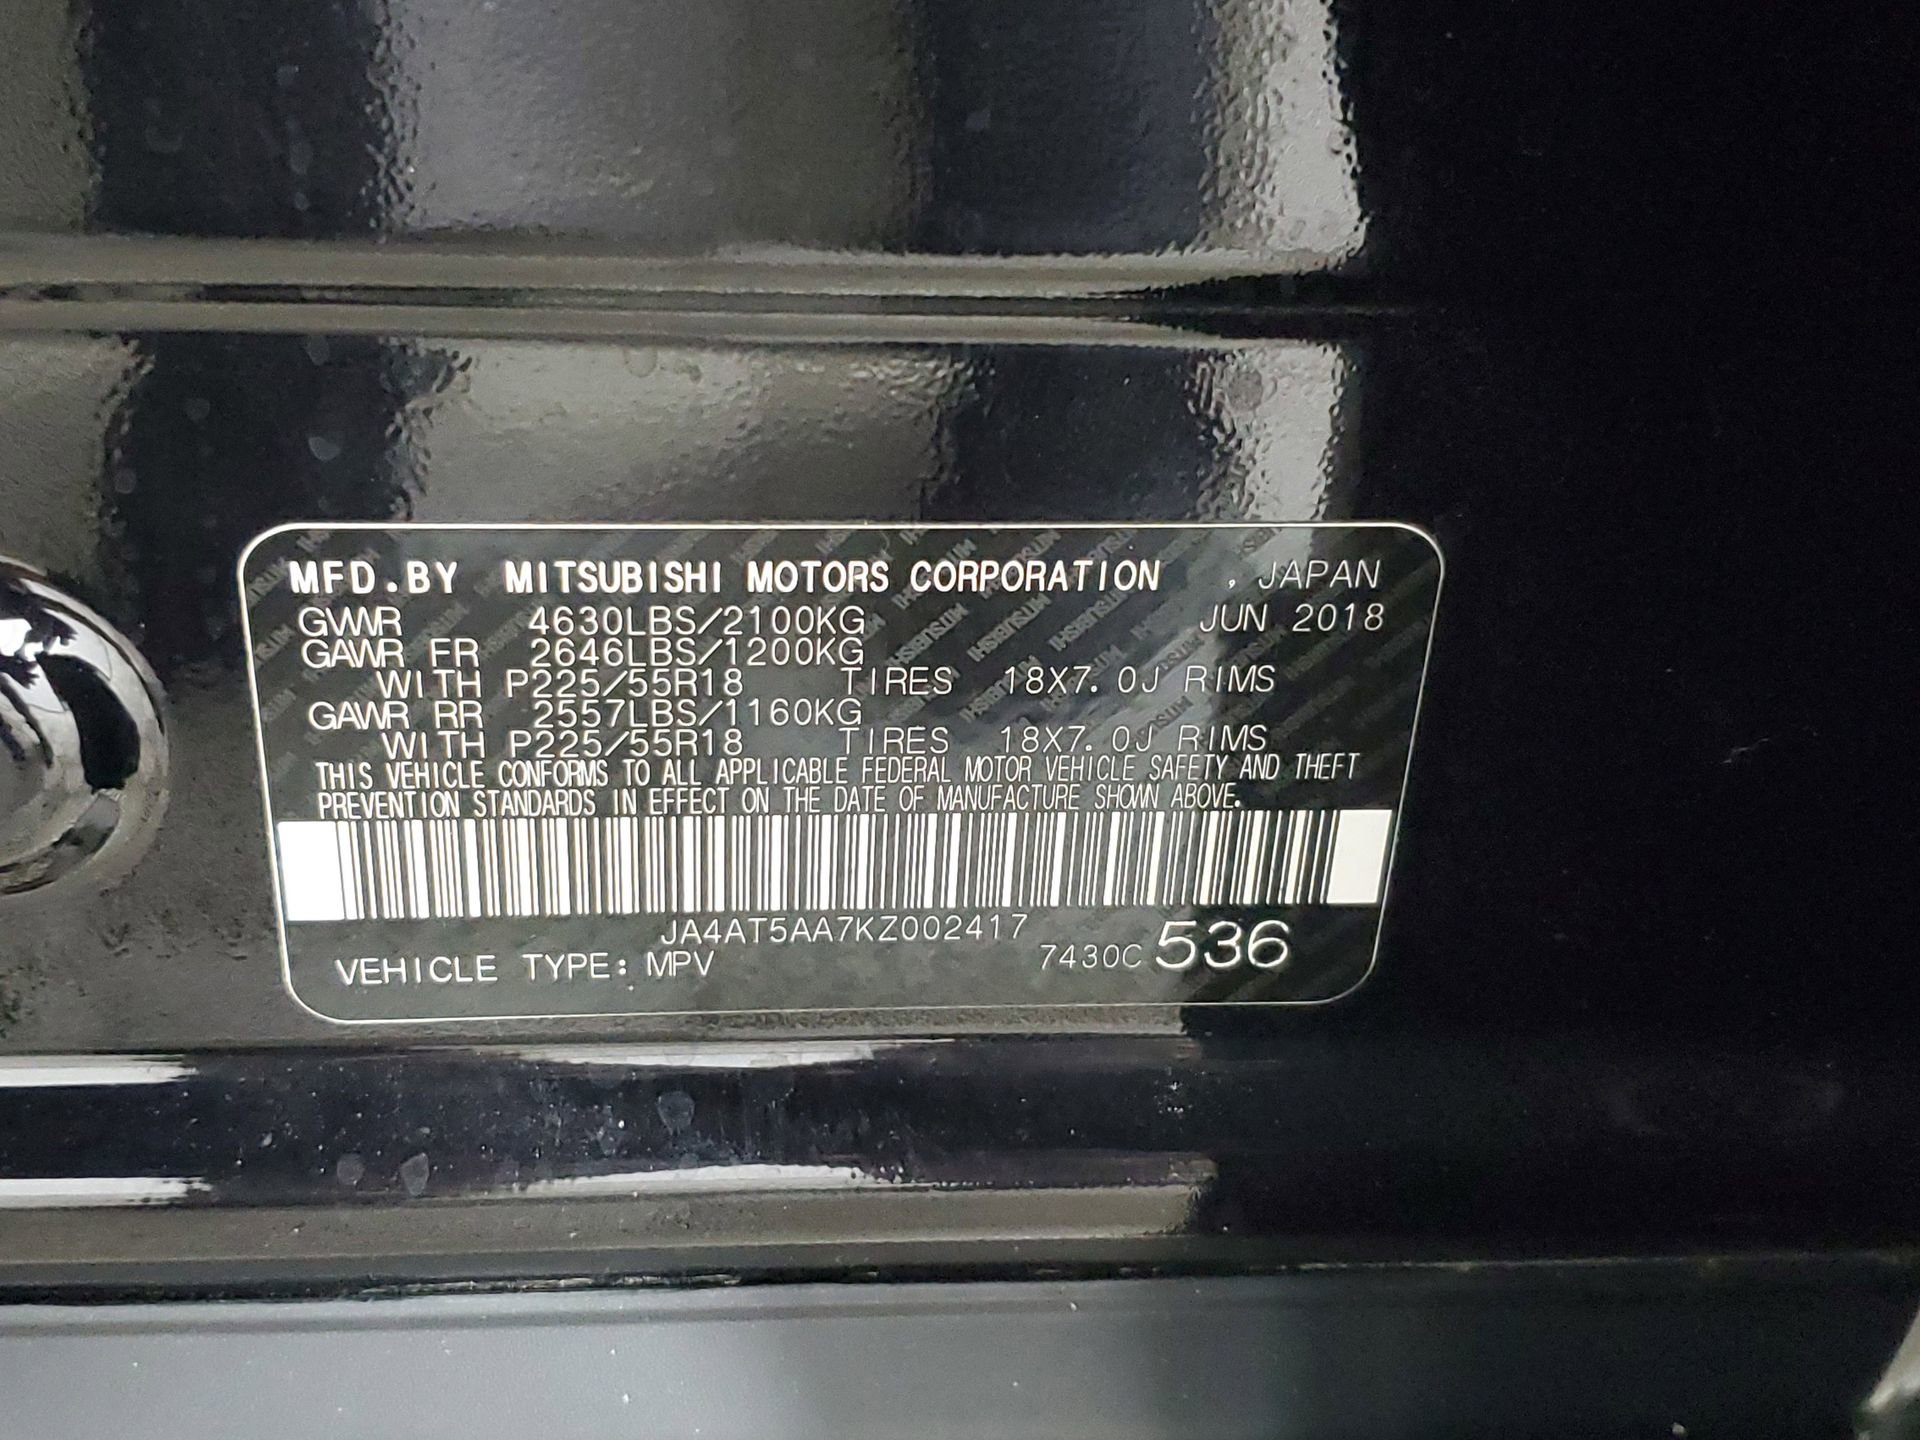 MFD.BY MITSUBISHI MOTORS CORPORATION , JAPAN
GVWR 4630LBS/2100KG JUN 2018
GAWR FR 2646LBS/1200KG
WITH P225/55R18 TIRES 18X7.0J RIMS
GAWR RR 2557LBS/1160KG
WITH P225/55R18 TIRES 18X7.0J RIMS
THIS VEHICLE CONFORMS TO ALL APPLICABLE FEDERAL MOTOR VEHICLE SAFETY AND THEFT
PREVENTION STANDARDS IN EFFECT ON THE DATE OF MANUFACTURE SHOWN ABOVE.
JA4AT5AA7KZ002417
VEHICLE TYPE: MPV 7430C 536